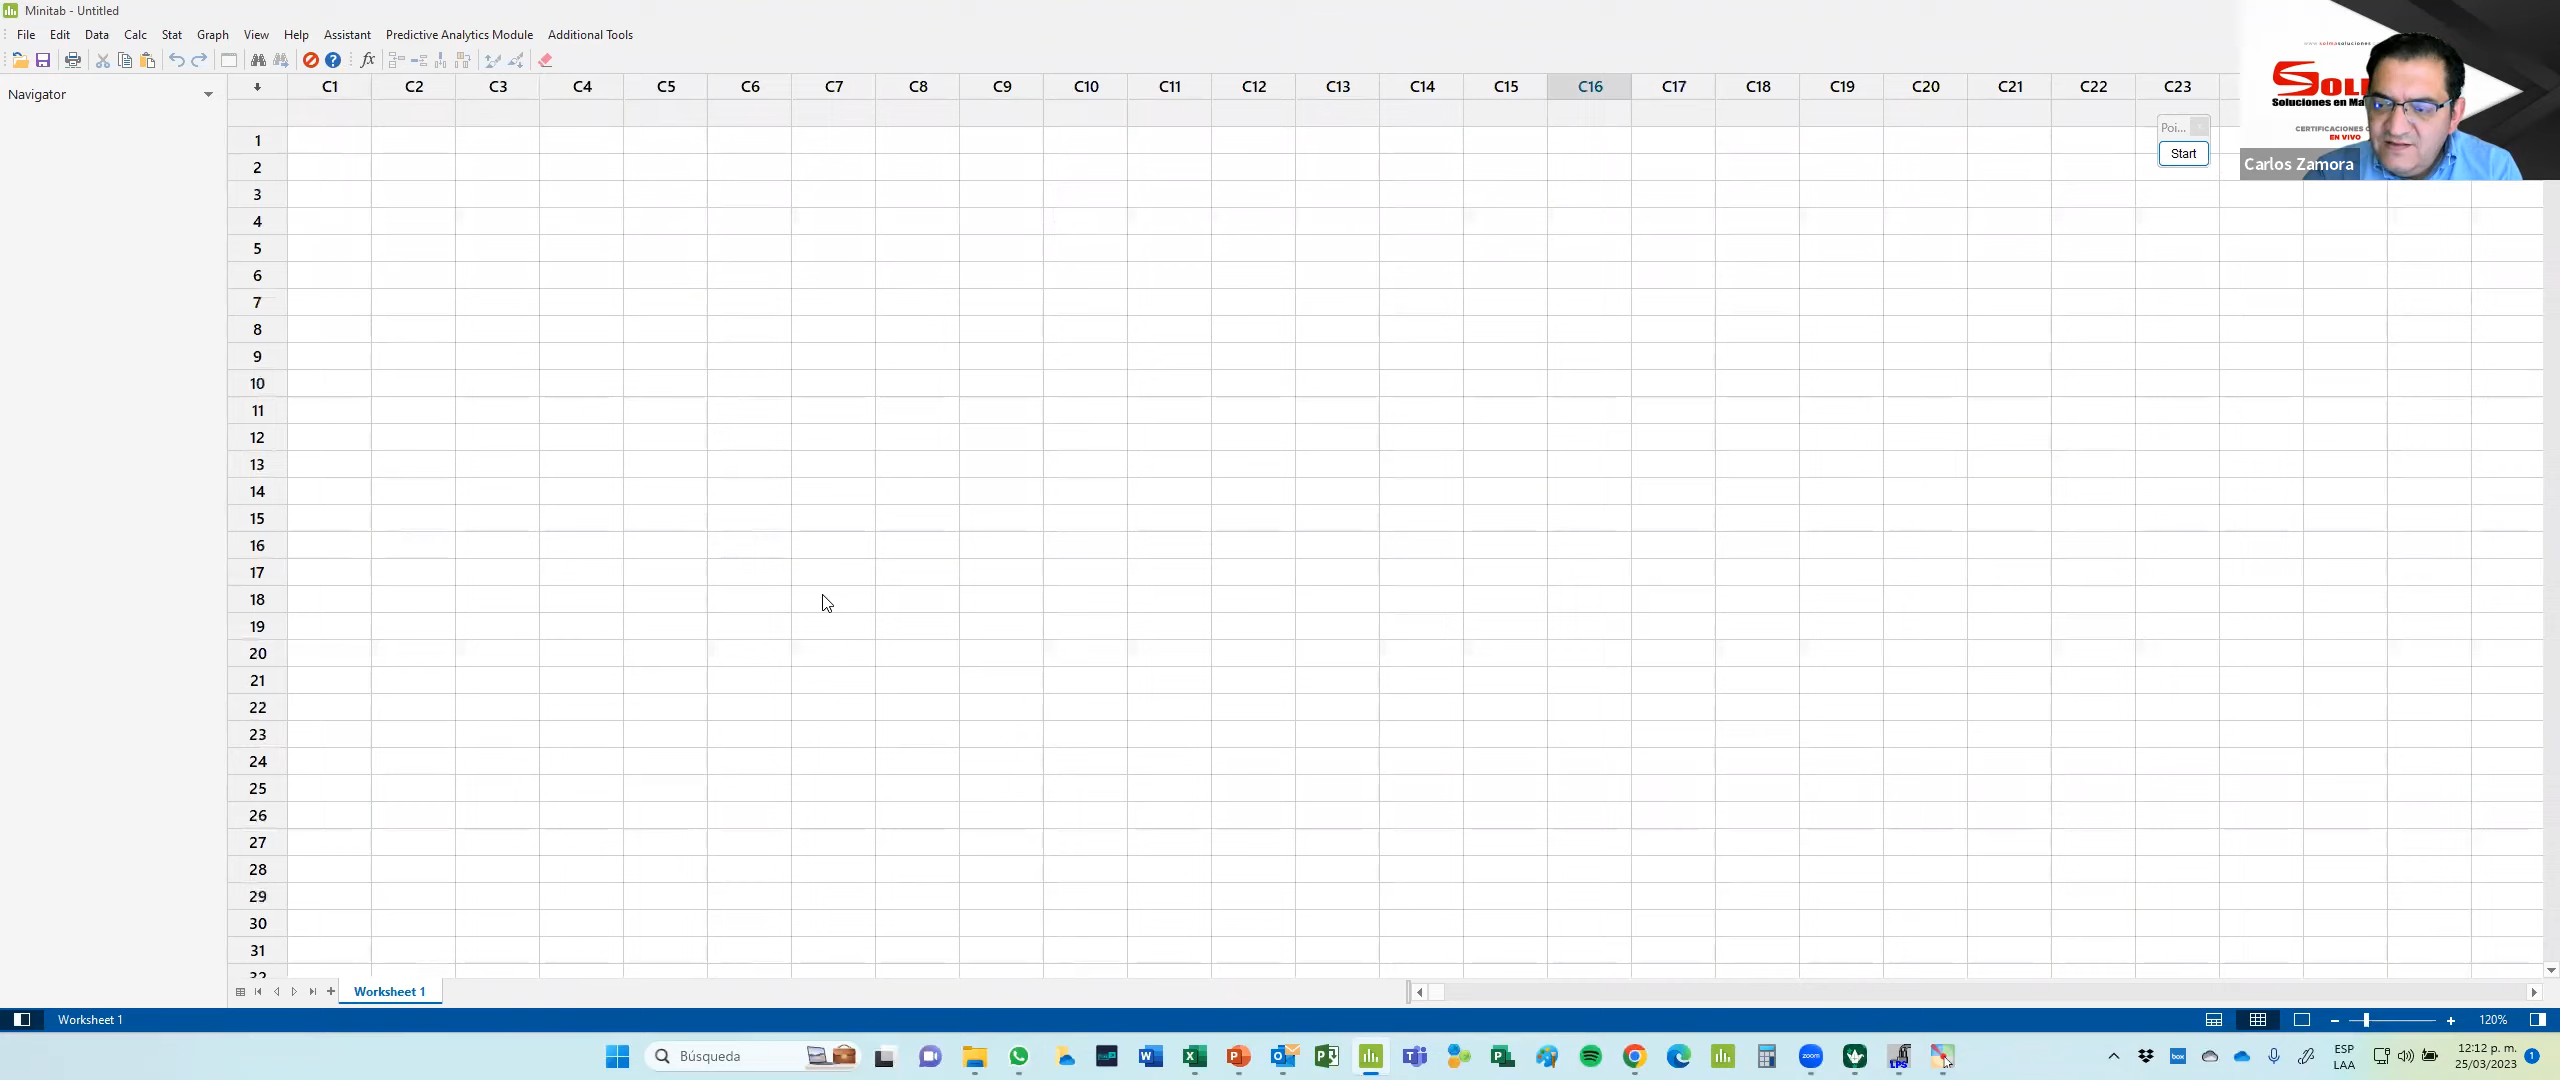 Minitab - Untitled
File Edit Data Calc Stat Graph View Help Assistant Predictive Analytics Module Additional Tools
Navigator
C1 C2 C3 C4 C5 C6 C7 C8 C9 C10 C11 C12 C13 C14 C15 C16 C17 C18 C19 C20 C21 C22 C23
Soluciones en Ma
CERTIFICACIONES
EN VIVO
Poi...
Start
Carlos Zamora
1
2
3
4
5
6
7
8
9
10
11
12
13
14
15
16
17
18
19
20
21
22
23
24
25
26
27
28
29
30
31
32
Worksheet 1
Worksheet 1
120%
Búsqueda
ESP
LAA
12:12 p. m.
25/03/2023
1